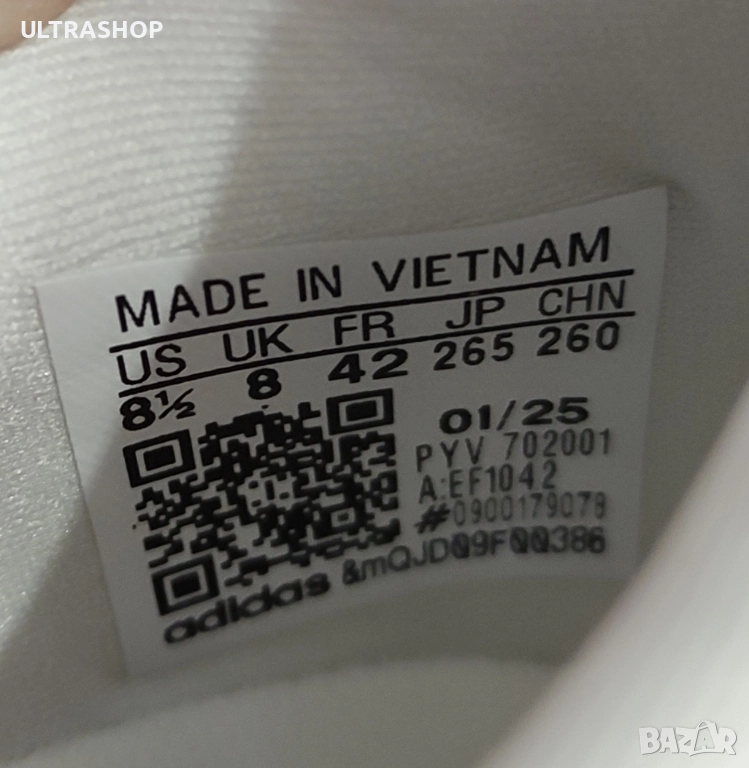 ULTRASHOP
MADE IN VIETNAM
US UK FR JP CHN
8½ 8 42 265 260
01/25
PYV 702001
A:EF1042
#0900179079
&mQJD09F00386
adidas
BAZAR